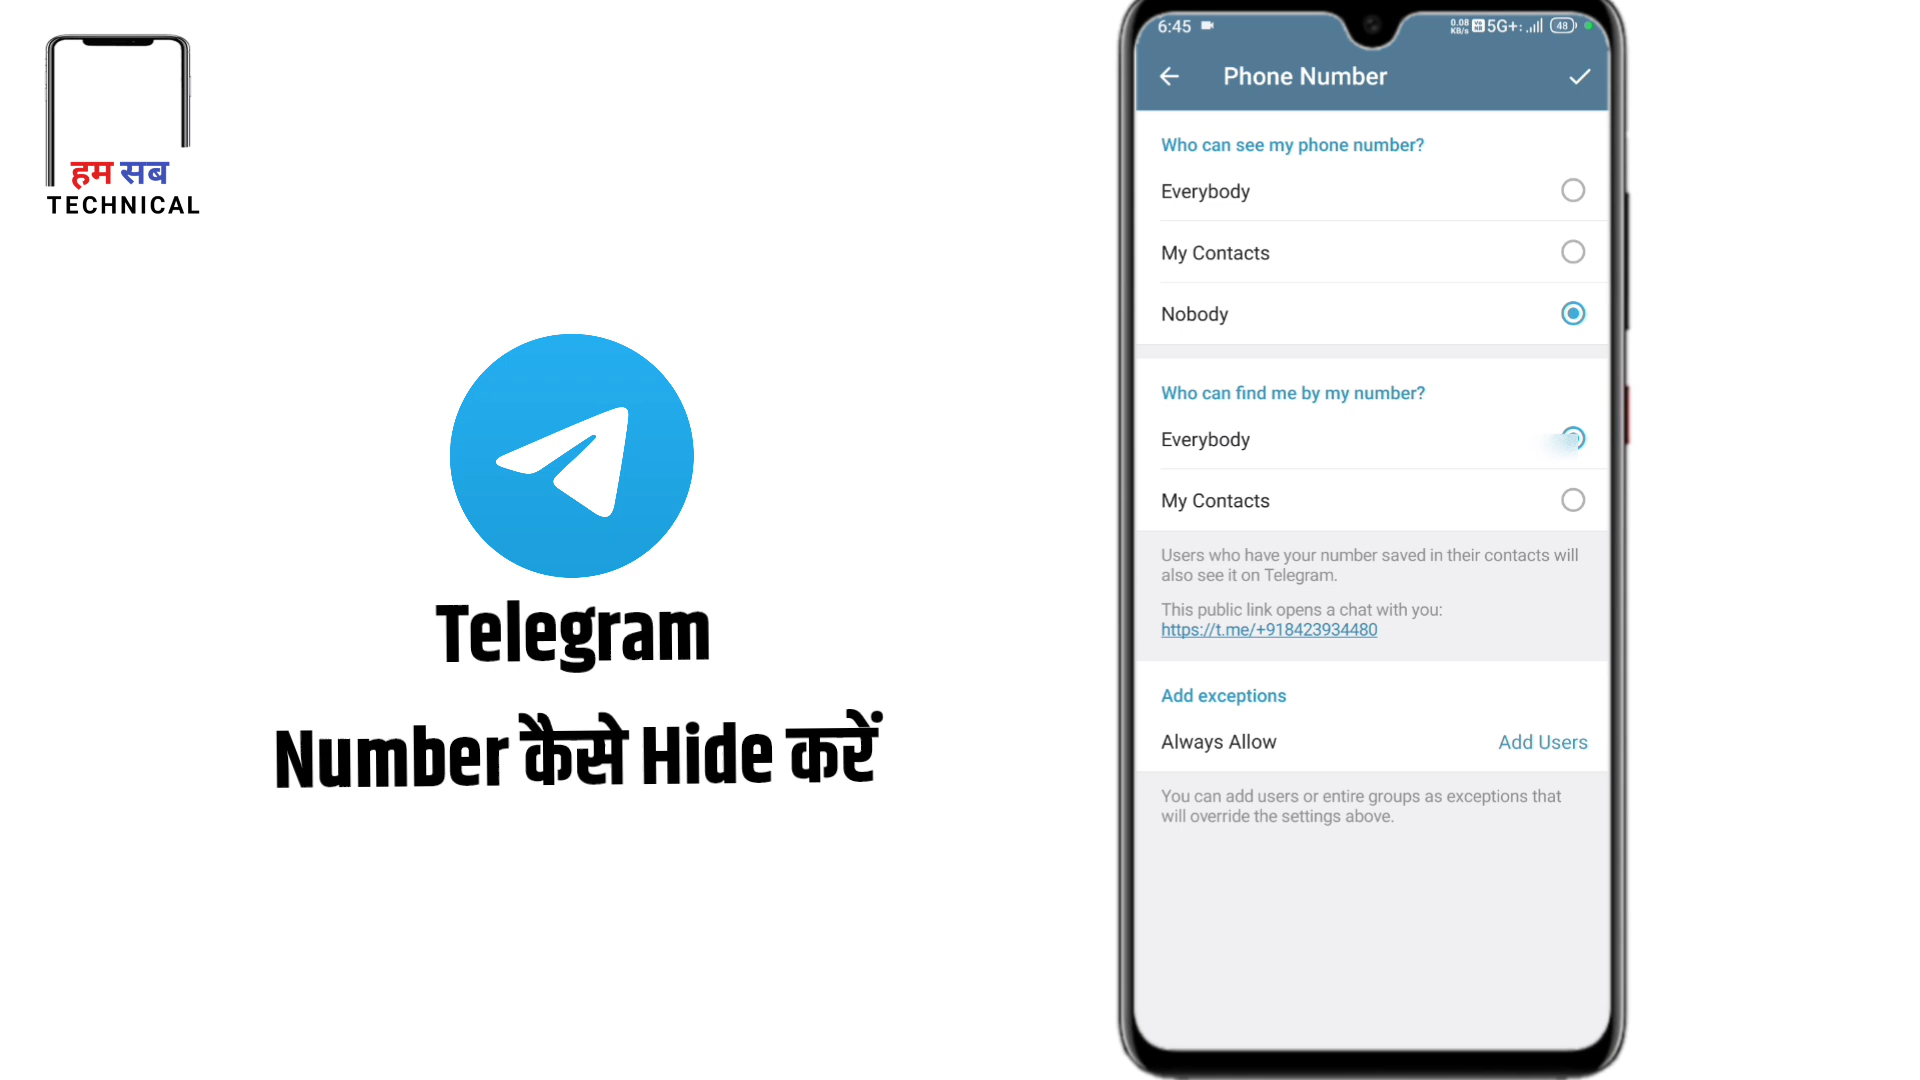 हम सब
TECHNICAL
Telegram
Number कैसे Hide करें
6:45
0.08 KB/s 5G+ 48
Phone Number
Who can see my phone number?
Everybody
My Contacts
Nobody
Who can find me by my number?
Everybody
My Contacts
Users who have your number saved in their contacts will
also see it on Telegram.
This public link opens a chat with you:
https://t.me/+918423934480
Add exceptions
Always Allow Add Users
You can add users or entire groups as exceptions that
will override the settings above.